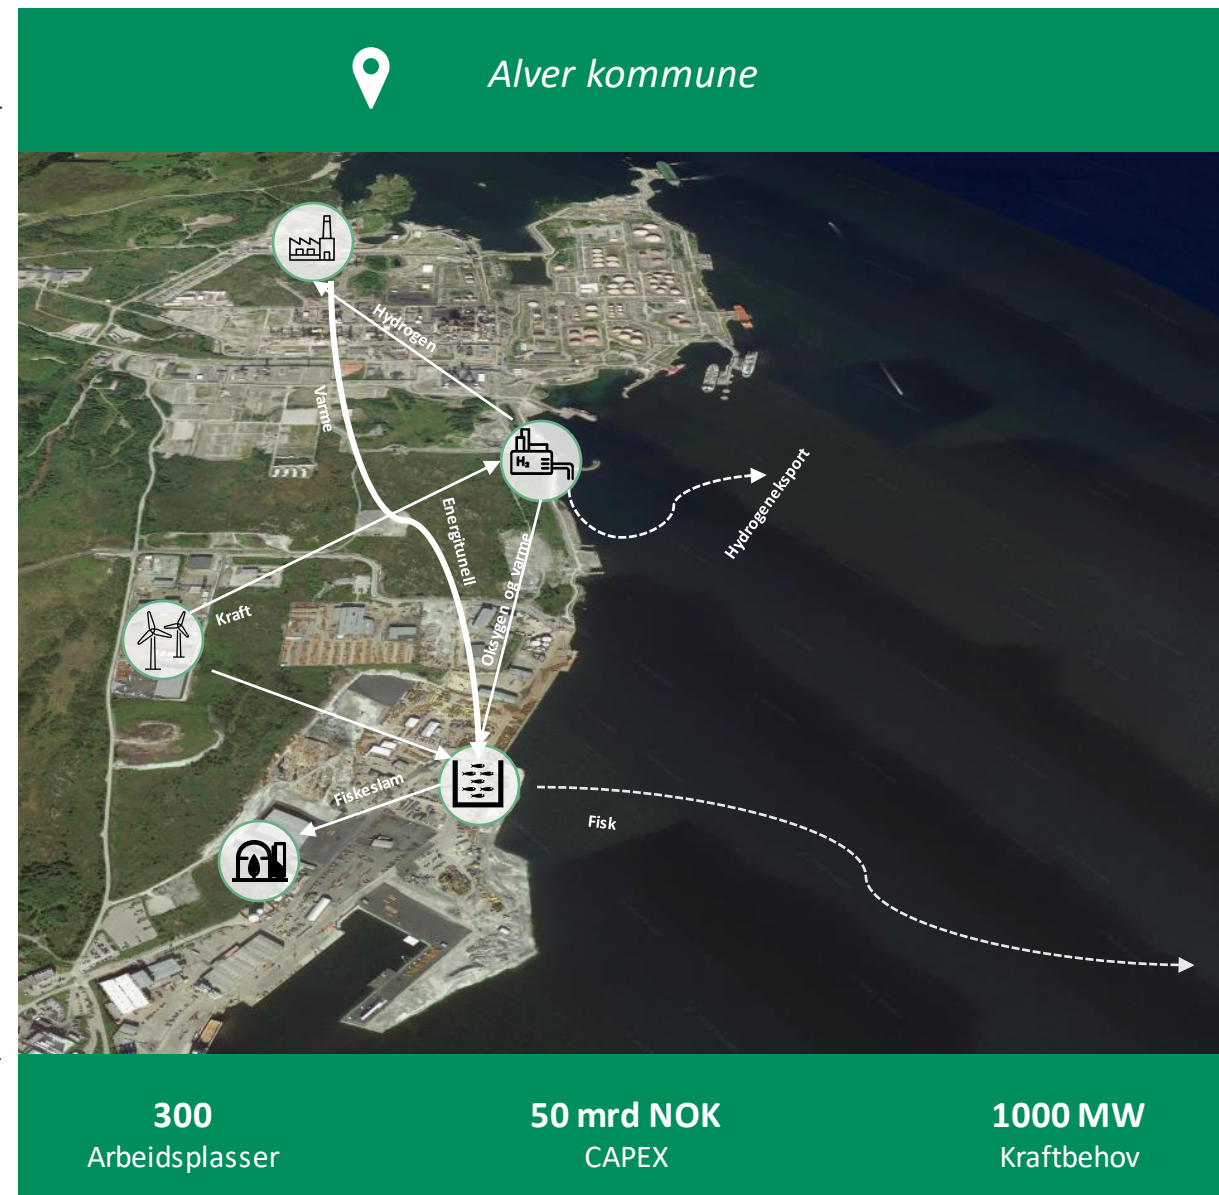 Alver kommune
Hydrogen
Varme
Hydrogeneksport
Energitunell
Oksygen og varme
Kraft
Fiskeslam
Fisk
H₂
300
Arbeidsplasser
50 mrd NOK
CAPEX
1000 MW
Kraftbehov